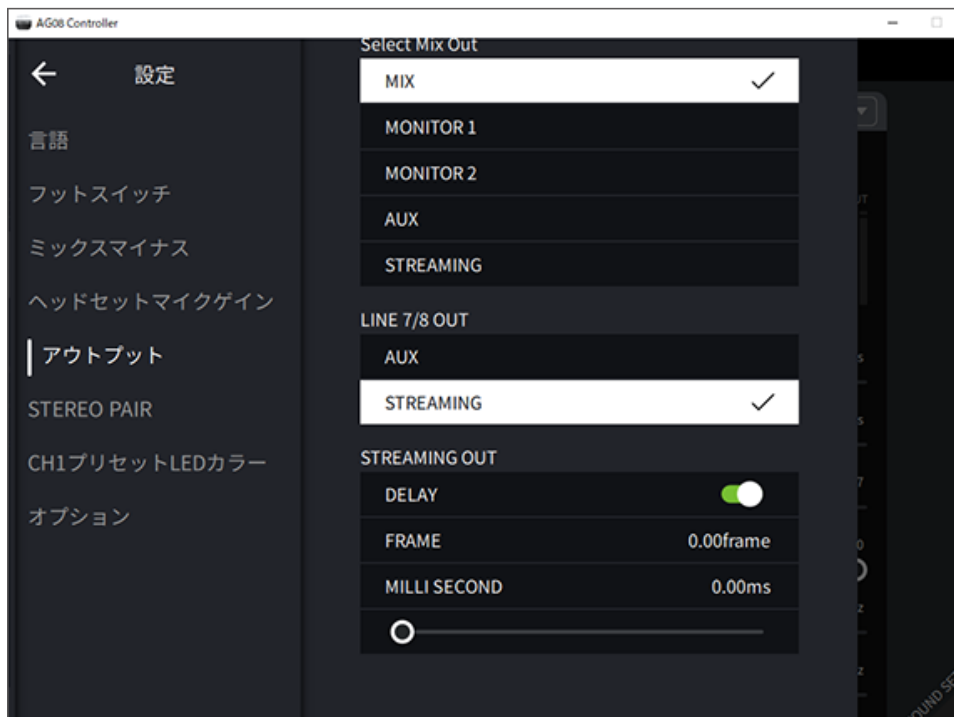 AG08 Controller
設定
言語
フットスイッチ
ミックスマイナス
ヘッドセットマイクゲイン
アウトプット
STEREO PAIR
CH1プリセットLEDカラー
オプション
Select Mix Out
MIX
MONITOR 1
MONITOR 2
AUX
STREAMING
LINE 7/8 OUT
AUX
STREAMING
STREAMING OUT
DELAY
FRAME 0.00frame
MILLI SECOND 0.00ms